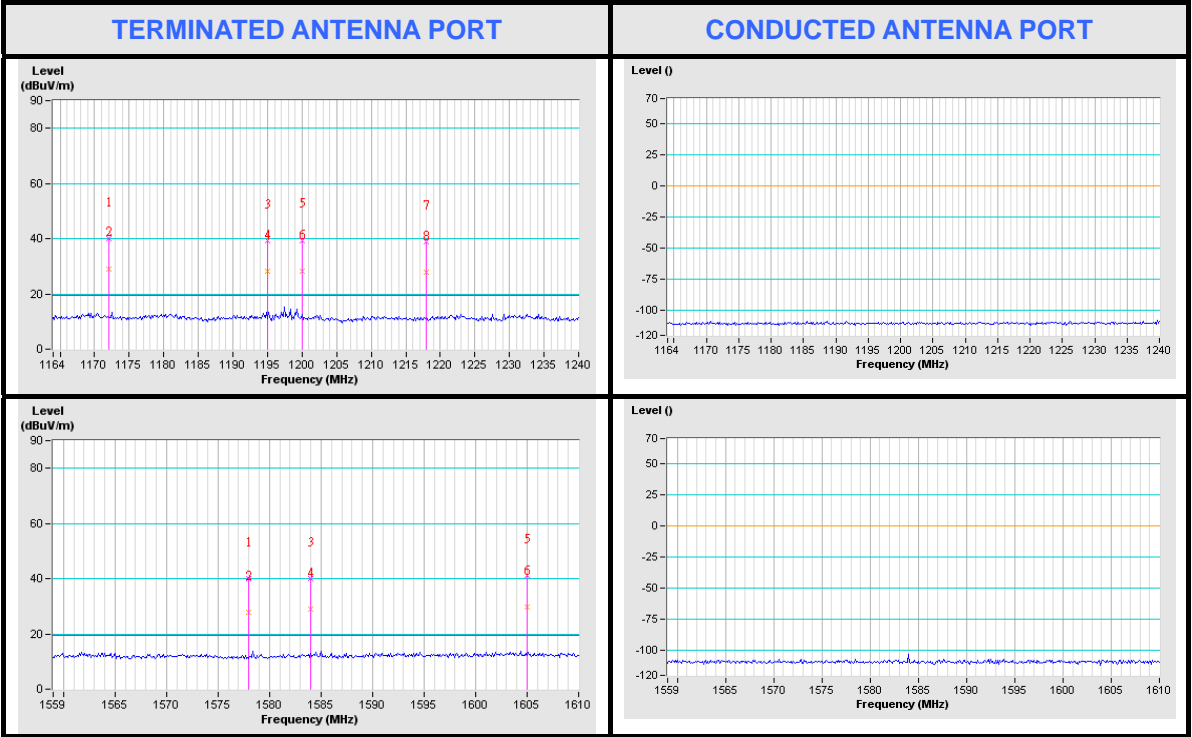 TERMINATED ANTENNA PORT
CONDUCTED ANTENNA PORT
Level
(dBuV/m)
90
80
60
40
20
0
1 3 5 7
2 4 6 8
1164 1170 1175 1180 1185 1190 1195 1200 1205 1210 1215 1220 1225 1230 1235 1240
Frequency (MHz)
Level ()
70
50
25
0
-25
-50
-75
-100
-120
1164 1170 1175 1180 1185 1190 1195 1200 1205 1210 1215 1220 1225 1230 1235 1240
Frequency (MHz)
Level
(dBuV/m)
90
80
60
40
20
0
1 3 5
2 4 6
1559 1565 1570 1575 1580 1585 1590 1595 1600 1605 1610
Frequency (MHz)
Level ()
70
50
25
0
-25
-50
-75
-100
-120
1559 1565 1570 1575 1580 1585 1590 1595 1600 1605 1610
Frequency (MHz)